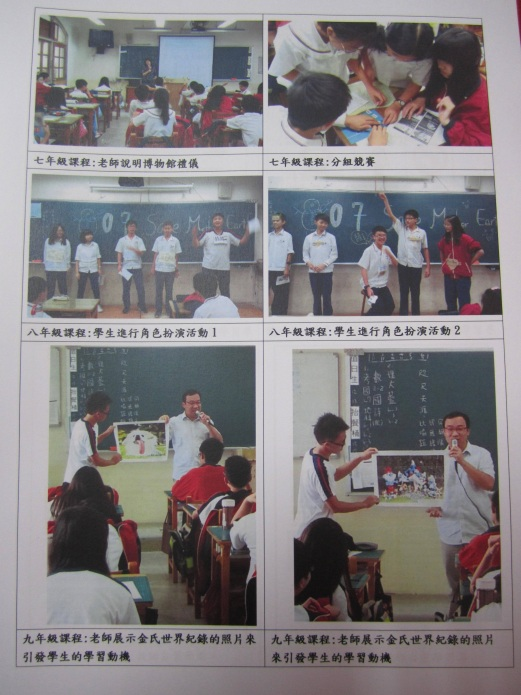 七年級課程:老師說明博物館禮儀
七年級課程:分組競賽
07 Save Mother Earth
07
八年級課程:學生進行角色扮演活動1
八年級課程:學生進行角色扮演活動2
九年級課程:老師展示金氏世界紀錄的照片來
引發學生的學習動機
九年級課程:老師展示金氏世界紀錄的照片
來引發學生的學習動機